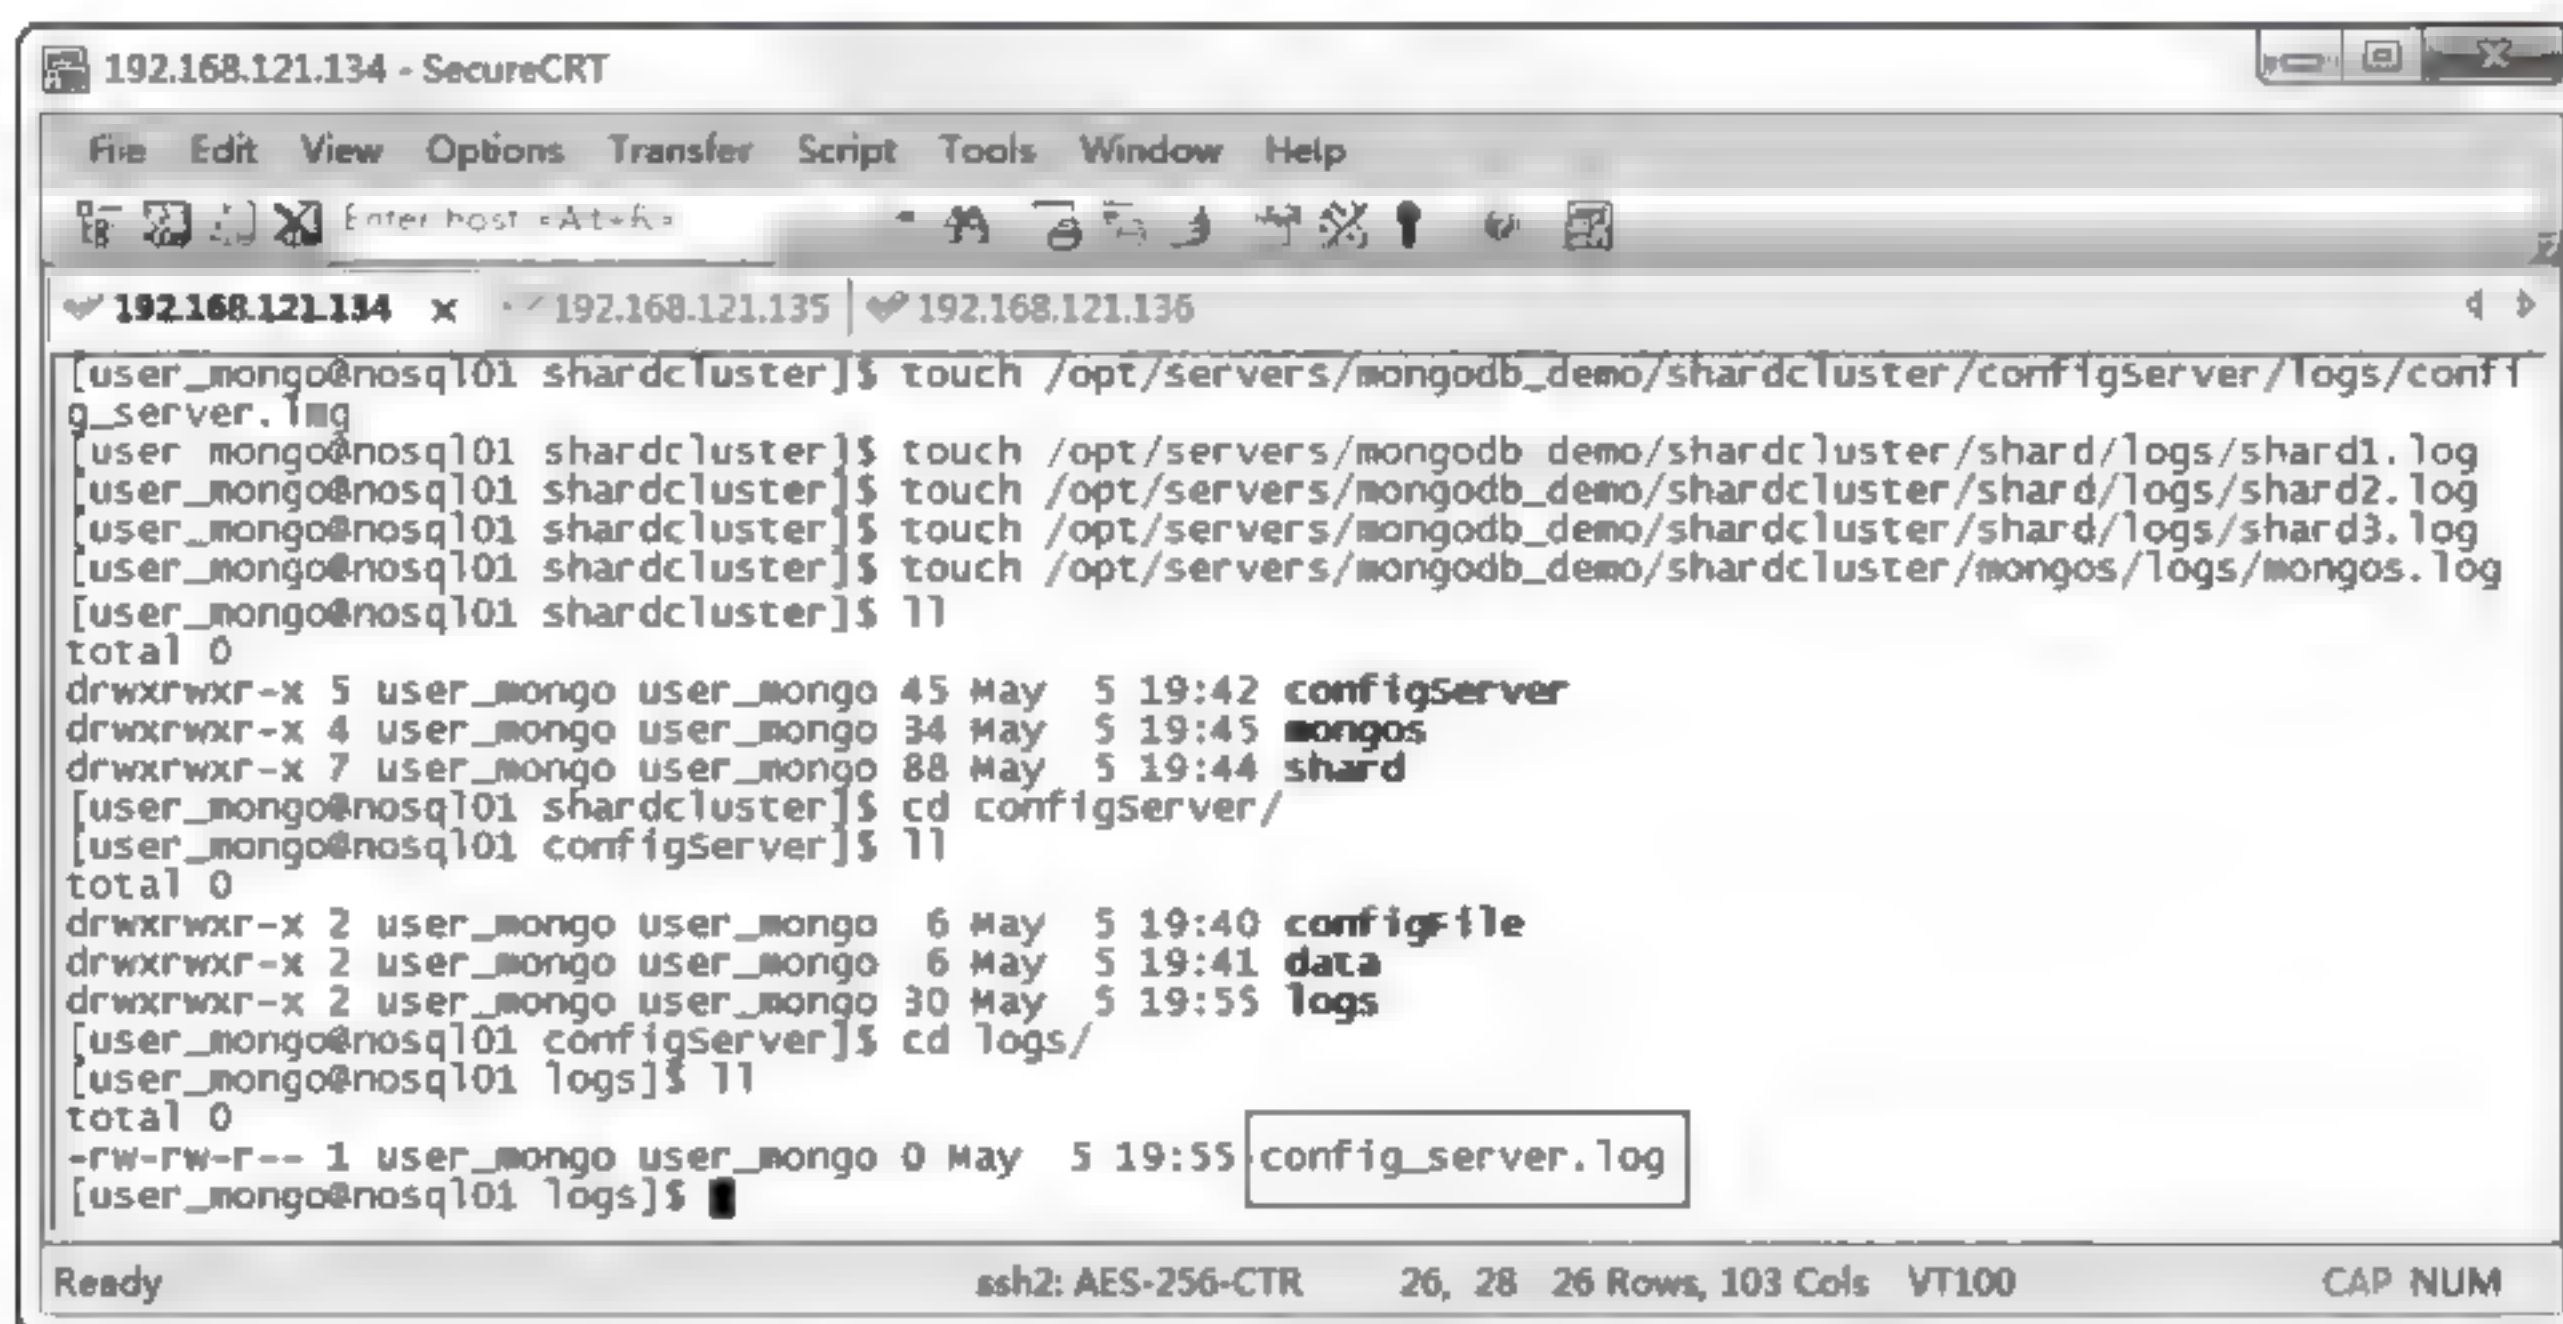 192.168.121.134 - SecureCRT
File Edit View Options Transfer Script Tools Window Help
Enter host <Alt+R>
192.168.121.134 x 192.168.121.135 192.168.121.136
[user_mongo@nosql01 shardcluster]$ touch /opt/servers/mongodb_demo/shardcluster/configServer/logs/confi
g_server.log
[user_mongo@nosql01 shardcluster]$ touch /opt/servers/mongodb_demo/shardcluster/shard/logs/shard1.log
[user_mongo@nosql01 shardcluster]$ touch /opt/servers/mongodb_demo/shardcluster/shard/logs/shard2.log
[user_mongo@nosql01 shardcluster]$ touch /opt/servers/mongodb_demo/shardcluster/shard/logs/shard3.log
[user_mongo@nosql01 shardcluster]$ touch /opt/servers/mongodb_demo/shardcluster/mongos/logs/mongos.log
[user_mongo@nosql01 shardcluster]$ ll
total 0
drwxrwxr-x 5 user_mongo user_mongo 45 May  5 19:42 configServer
drwxrwxr-x 4 user_mongo user_mongo 34 May  5 19:45 mongos
drwxrwxr-x 7 user_mongo user_mongo 88 May  5 19:44 shard
[user_mongo@nosql01 shardcluster]$ cd configServer/
[user_mongo@nosql01 configServer]$ ll
total 0
drwxrwxr-x 2 user_mongo user_mongo  6 May  5 19:40 configFile
drwxrwxr-x 2 user_mongo user_mongo  6 May  5 19:41 data
drwxrwxr-x 2 user_mongo user_mongo 30 May  5 19:55 logs
[user_mongo@nosql01 configServer]$ cd logs/
[user_mongo@nosql01 logs]$ ll
total 0
-rw-rw-r-- 1 user_mongo user_mongo 0 May  5 19:55 config_server.log
[user_mongo@nosql01 logs]$
Ready ssh2: AES-256-CTR 26, 28 26 Rows, 103 Cols VT100 CAP NUM